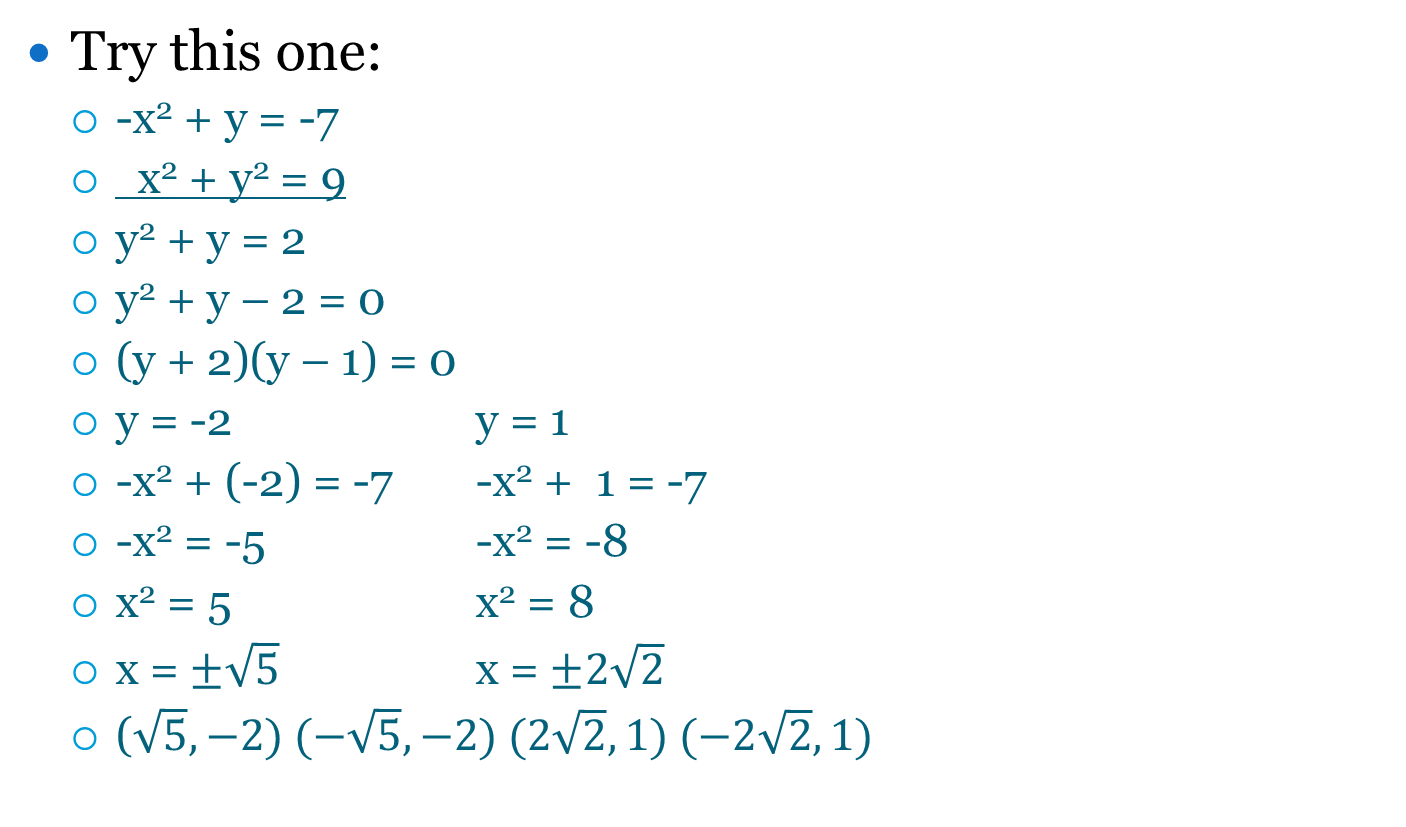 • Try this one:
○ -x² + y = -7
○ x² + y² = 9
○ y² + y = 2
○ y² + y – 2 = 0
○ (y + 2)(y – 1) = 0
○ y = -2 y = 1
○ -x² + (-2) = -7 -x² + 1 = -7
○ -x² = -5 -x² = -8
○ x² = 5 x² = 8
○ x = ±√5 x = ±2√2
○ (√5, −2) (−√5, −2) (2√2, 1) (−2√2, 1)